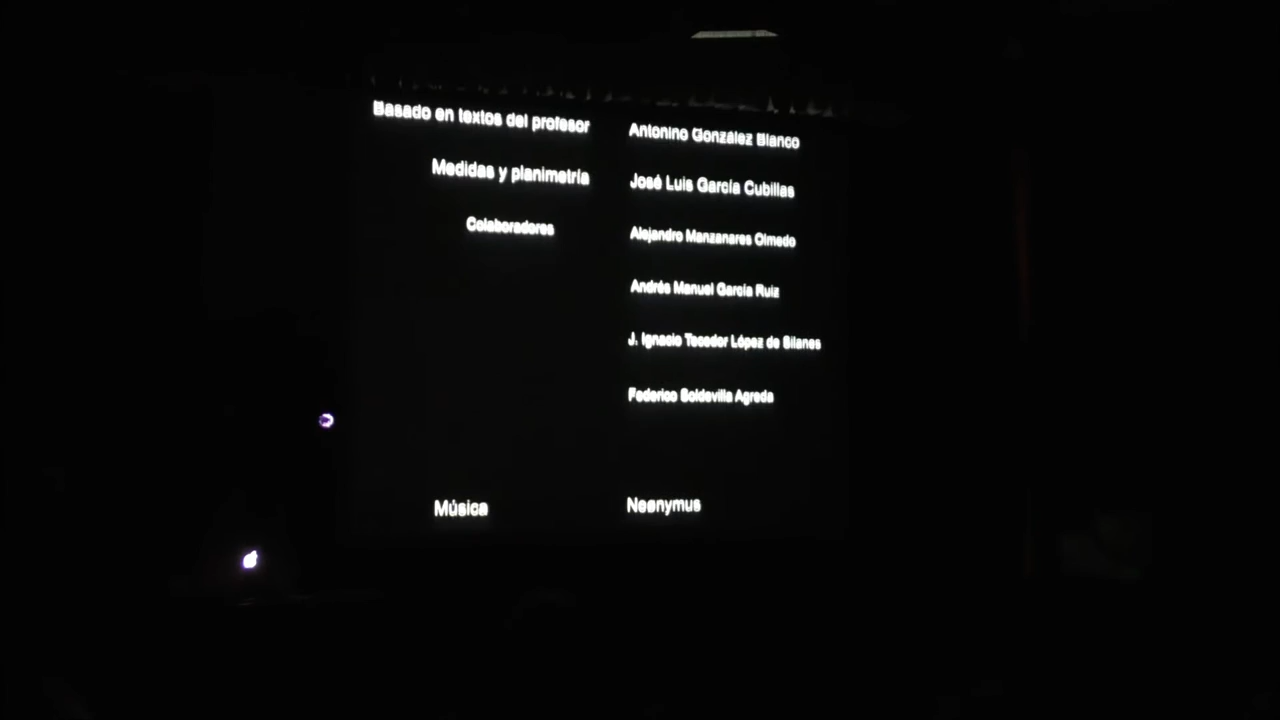 Basado en textos del profesor Antonino González Blanco
Medidas y planimetría José Luis García Cubillas
Colaboradores Alejandro Manzanares Olmedo
Andrés Manuel García Ruiz
J. Ignacio Tecedor López de Silanes
Federico Soldevilla Agreda
Música Neønymus